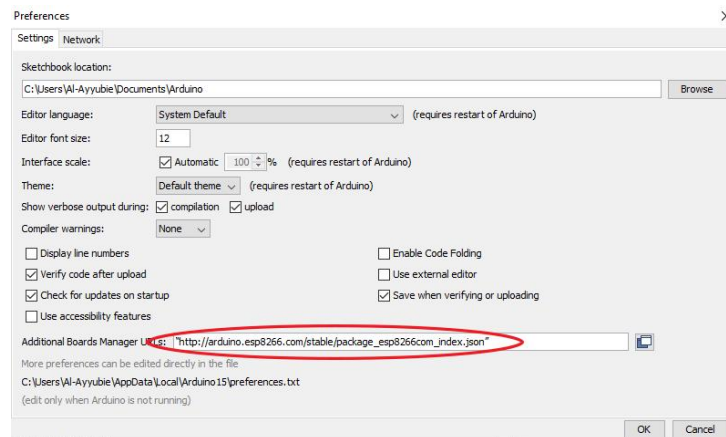 Preferences
Settings Network
Sketchbook location:
C:\Users\Al-Ayyubie\Documents\Arduino Browse
Editor language: System Default (requires restart of Arduino)
Editor font size: 12
Interface scale: Automatic 100 % (requires restart of Arduino)
Theme: Default theme (requires restart of Arduino)
Show verbose output during: compilation upload
Compiler warnings: None
Display line numbers Enable Code Folding
Verify code after upload Use external editor
Check for updates on startup Save when verifying or uploading
Use accessibility features
Additional Boards Manager URLs: "http://arduino.esp8266.com/stable/package_esp8266com_index.json"
More preferences can be edited directly in the file
C:\Users\Al-Ayyubie\AppData\Local\Arduino15\preferences.txt
(edit only when Arduino is not running)
OK Cancel